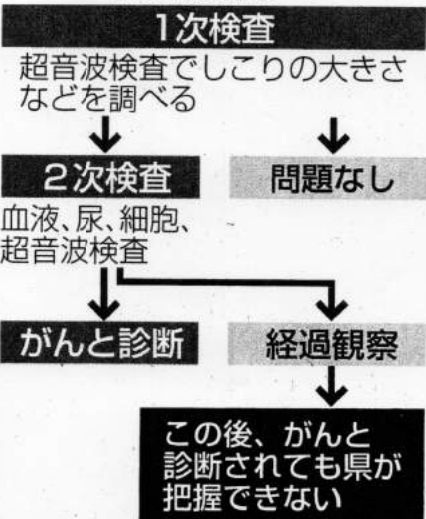 1次検査
超音波検査でしこりの大きさ
などを調べる
2次検査
問題なし
血液、尿、細胞、
超音波検査
がんと診断
経過観察
この後、がんと
診断されても県が
把握できない